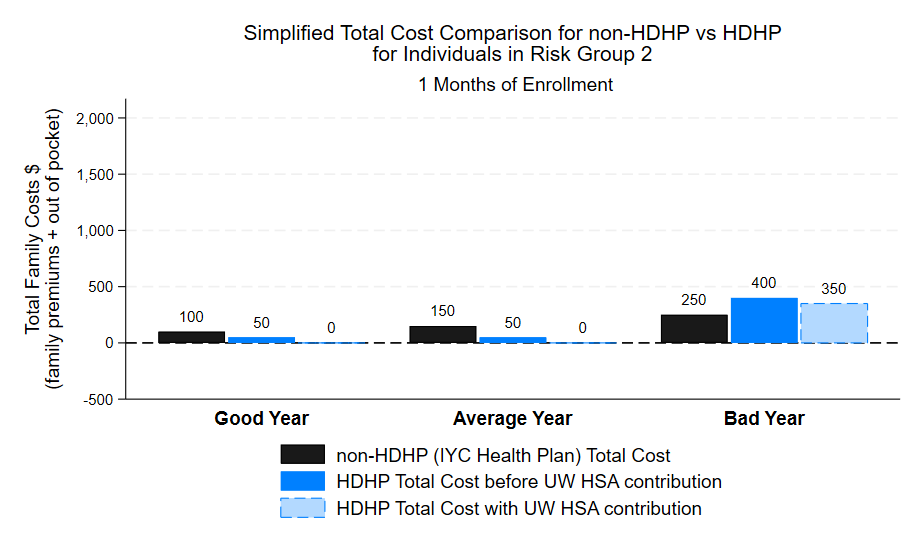 Simplified Total Cost Comparison for non-HDHP vs HDHP
for Individuals in Risk Group 2
1 Months of Enrollment
Total Family Costs $
(family premiums + out of pocket)
2,000
1,500
1,000
500
0
-500
100
50
0
150
50
0
250
400
350
Good Year
Average Year
Bad Year
non-HDHP (IYC Health Plan) Total Cost
HDHP Total Cost before UW HSA contribution
HDHP Total Cost with UW HSA contribution